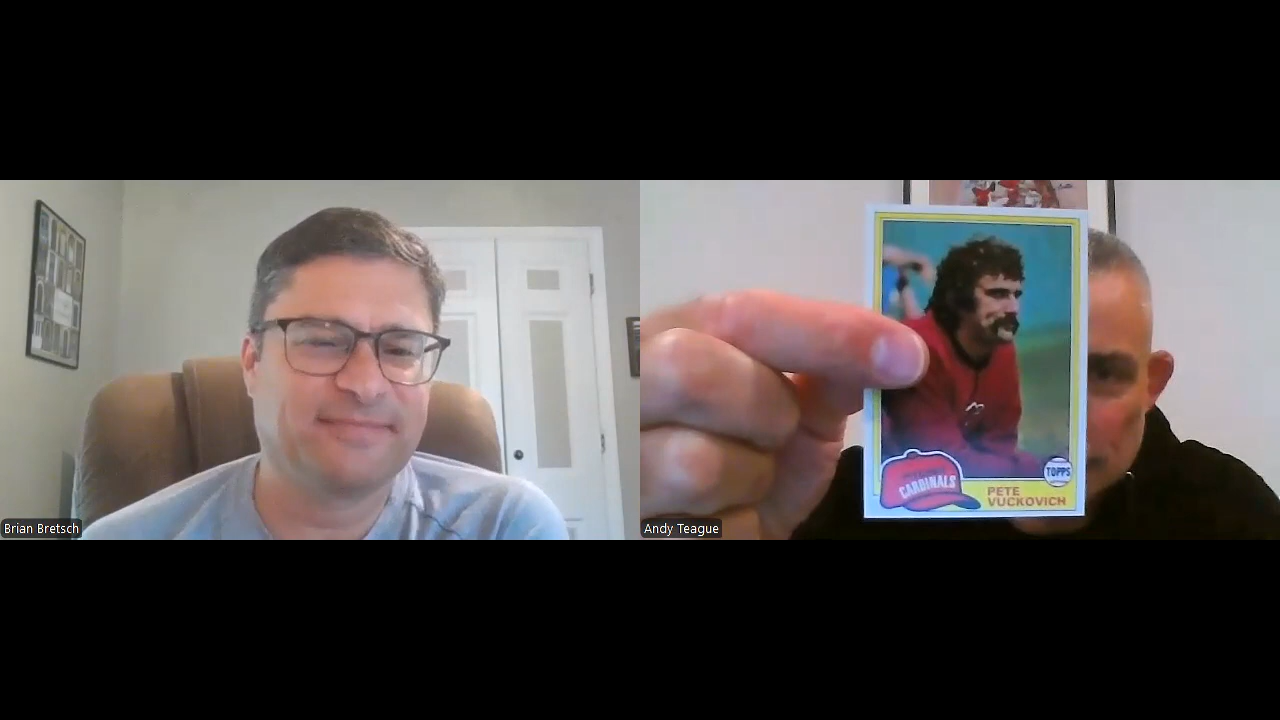 CARDINALS
TOPPS
PETE
VUCKOVICH
Brian Bretsch
Andy Teague